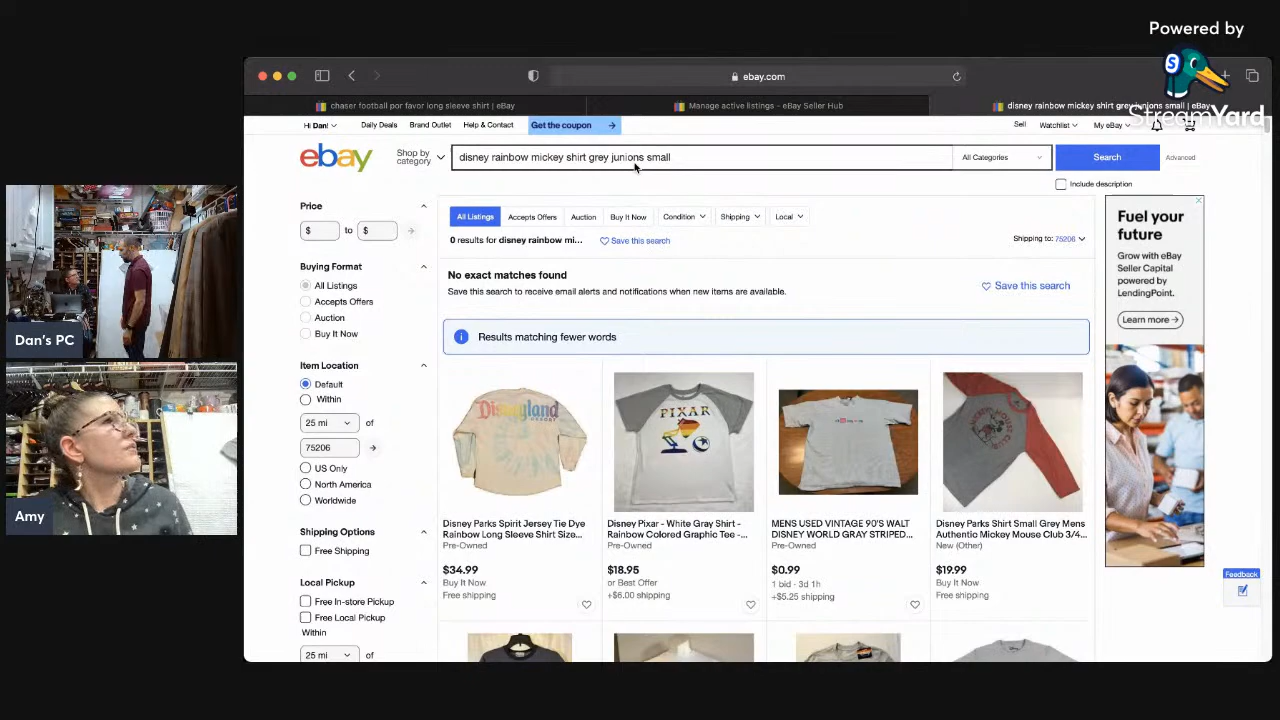 Powered by
S
StreamYard
ebay.com
chaser football por favor long sleeve shirt | eBay
Manage active listings - eBay Seller Hub
disney rainbow mickey shirt grey junions small | eBay
Hi Dan!
Daily Deals
Brand Outlet
Help & Contact
Get the coupon
Sell
Watchlist
My eBay
ebay
Shop by
category
disney rainbow mickey shirt grey junions small
All Categories
Search
Advanced
Include description
Price
$ to $
Buying Format
All Listings
Accepts Offers
Auction
Buy It Now
Item Location
Default
Within
25 mi of
75206
US Only
North America
Worldwide
Shipping Options
Free Shipping
Local Pickup
Free In-store Pickup
Free Local Pickup
Within
25 mi of
All Listings
Accepts Offers
Auction
Buy It Now
Condition
Shipping
Local
0 results for disney rainbow mi...
Save this search
Shipping to: 75206
No exact matches found
Save this search to receive email alerts and notifications when new items are available.
Save this search
Results matching fewer words
Disneyland
PIXAR
Disney Parks Spirit Jersey Tie Dye
Rainbow Long Sleeve Shirt Size...
Pre-Owned
$34.99
Buy It Now
Free shipping
Disney Pixar - White Gray Shirt -
Rainbow Colored Graphic Tee -...
Pre-Owned
$18.95
or Best Offer
+$6.00 shipping
MENS USED VINTAGE 90'S WALT
DISNEY WORLD GRAY STRIPED...
Pre-Owned
$0.99
1 bid · 3d 1h
+$5.25 shipping
Disney Parks Shirt Small Grey Mens
Authentic Mickey Mouse Club 3/4...
New (Other)
$19.99
Buy It Now
Free shipping
Fuel your
future
Grow with eBay
Seller Capital
powered by
LendingPoint.
Learn more
Feedback
Dan's PC
Amy